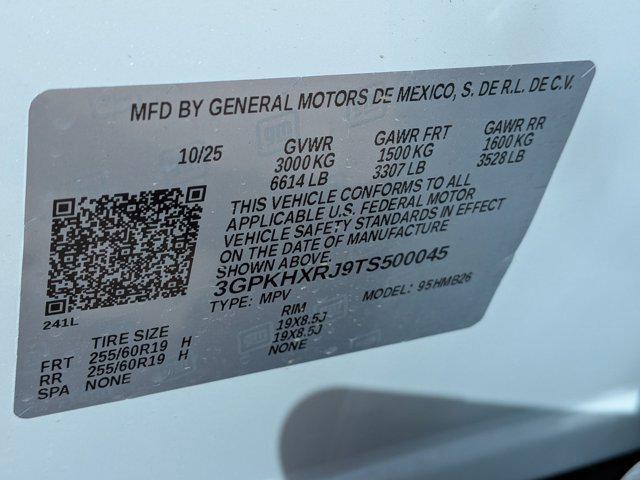 MFD BY GENERAL MOTORS DE MEXICO, S. DE R.L. DE C.V.
10/25 GVWR GAWR FRT GAWR RR
3000 KG 1500 KG 1600 KG
6614 LB 3307 LB 3528 LB
THIS VEHICLE CONFORMS TO ALL
APPLICABLE U.S. FEDERAL MOTOR
VEHICLE SAFETY STANDARDS IN EFFECT
ON THE DATE OF MANUFACTURE
SHOWN ABOVE.
3GPKHXRJ9TS500045
TYPE: MPV MODEL: 95HMB26
241L
TIRE SIZE RIM
FRT 255/60R19 H 19X8.5J
RR 255/60R19 H 19X8.5J
SPA NONE NONE